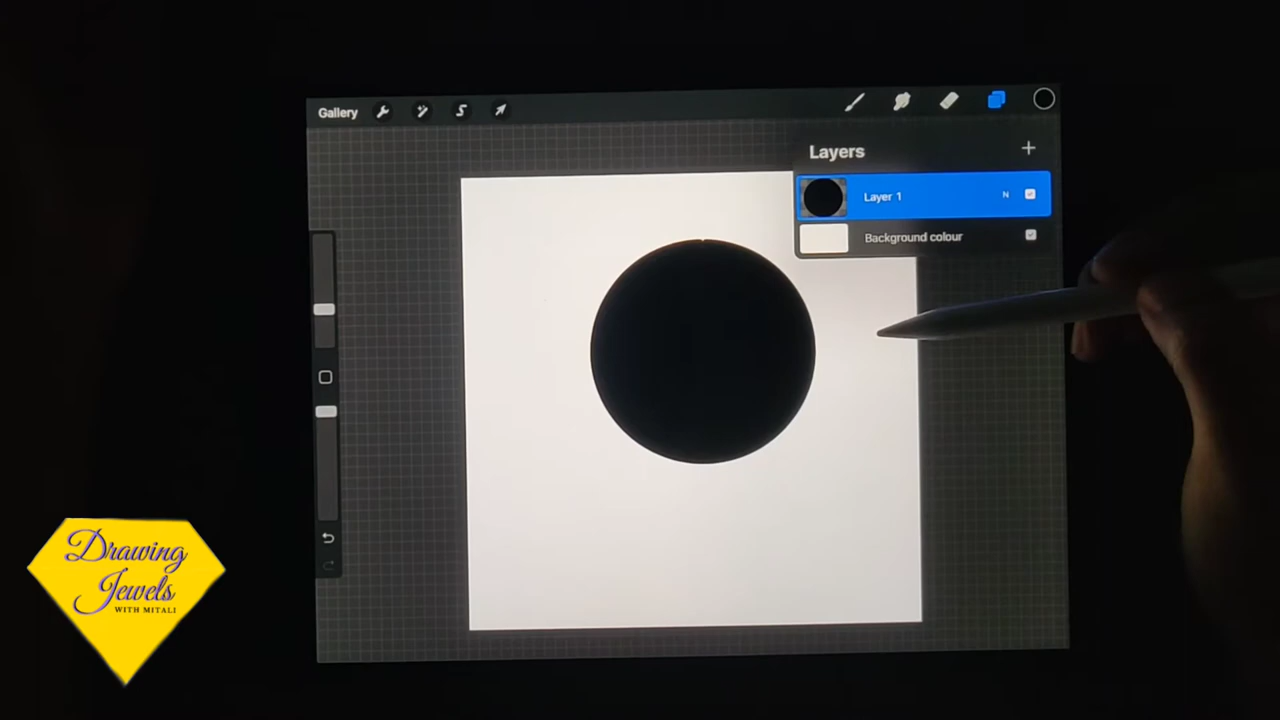 Gallery
Layers
Layer 1
N
Background colour
Drawing
Jewels
WITH MITALI